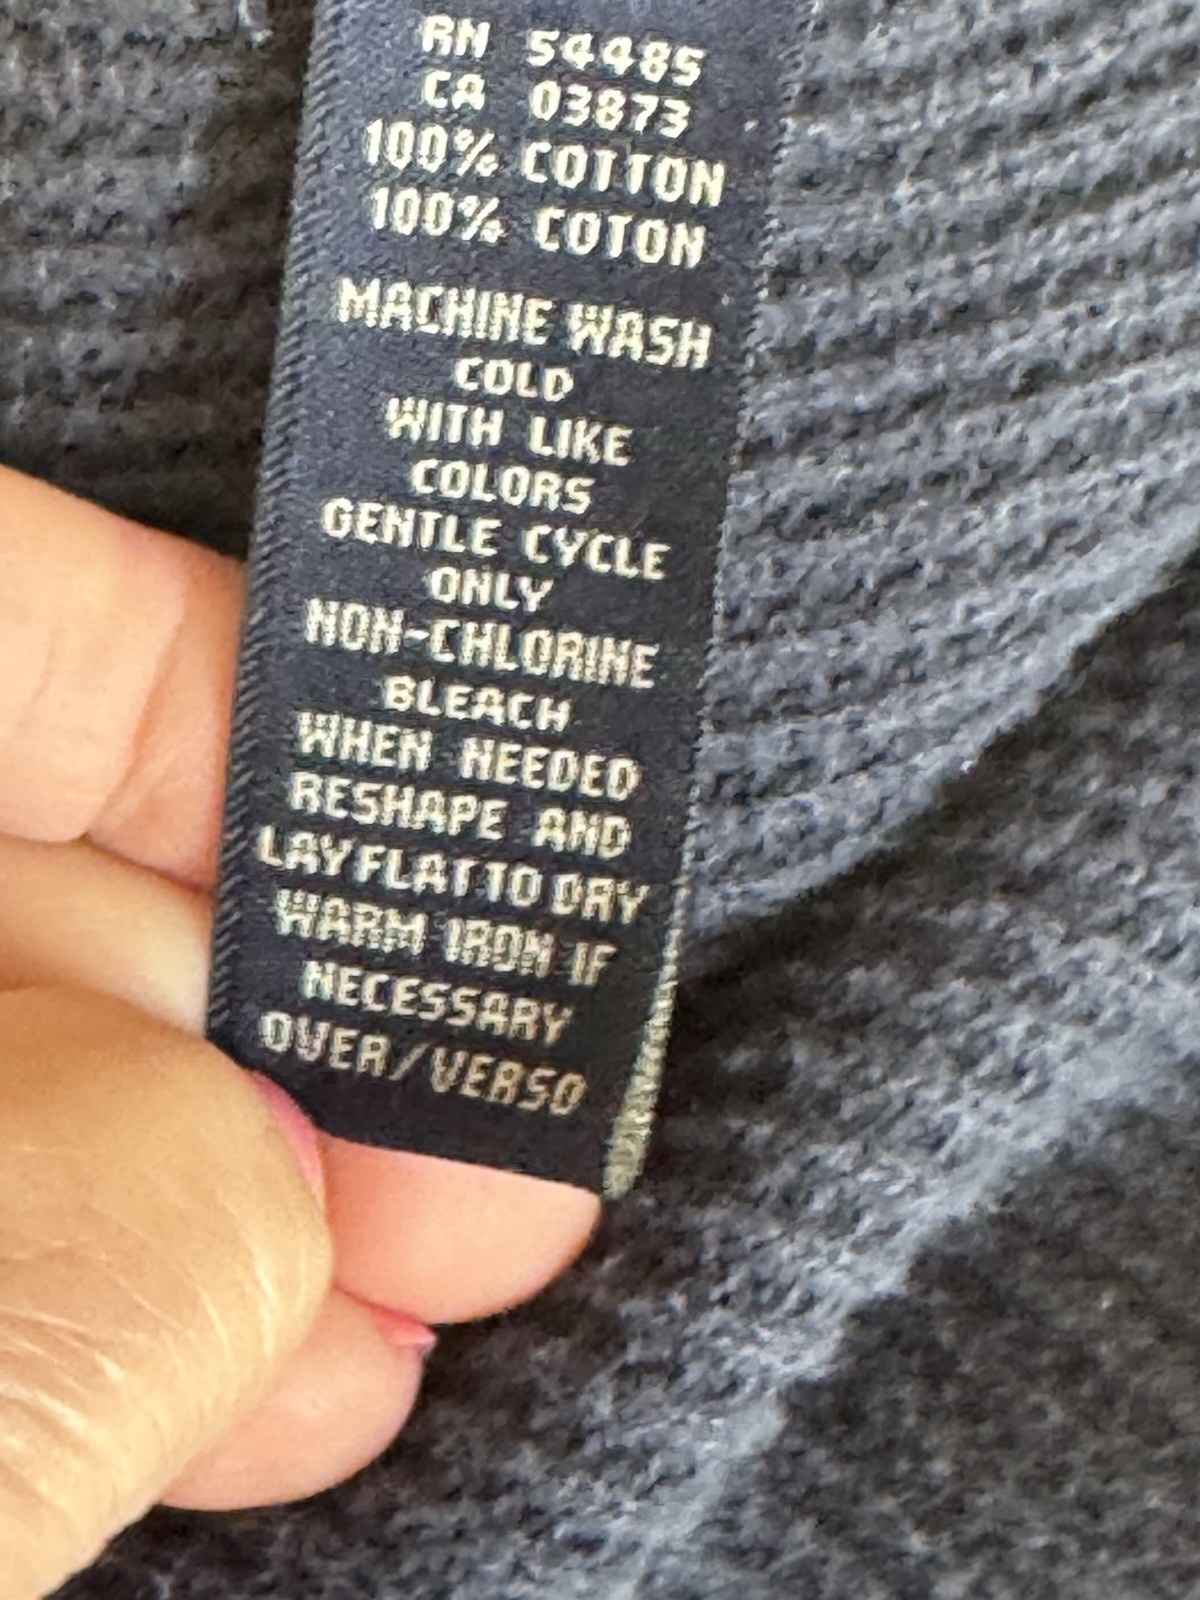 RN 54485
CA 03873
100% COTTON
100% COTON
MACHINE WASH
COLD
WITH LIKE
COLORS
GENTLE CYCLE
ONLY
NON-CHLORINE
BLEACH
WHEN NEEDED
RESHAPE AND
LAY FLAT TO DRY
WARM IRON IF
NECESSARY
OVER/VERSO